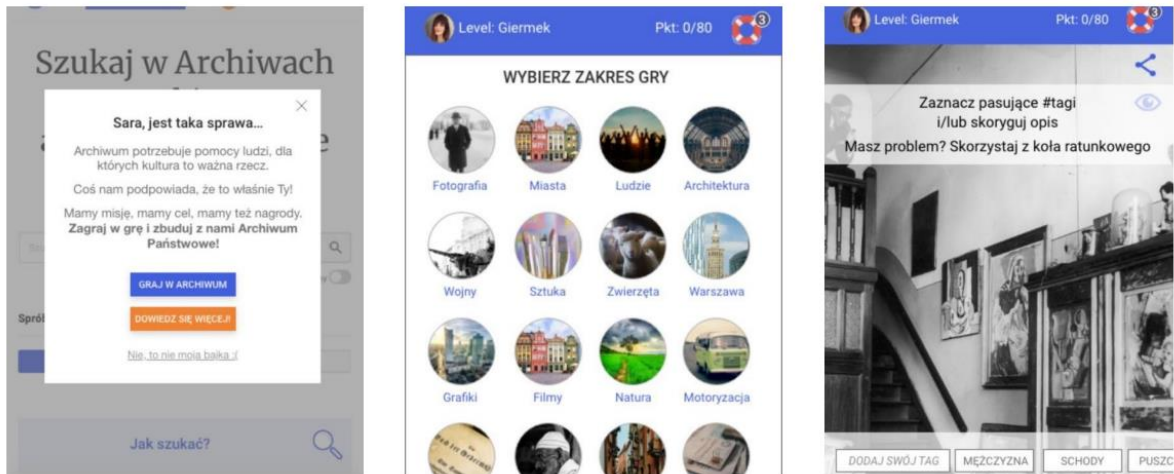 Szukaj w Archiwach
Sara, jest taka sprawa...
Archiwum potrzebuje pomocy ludzi, dla
których kultura to ważna rzecz.
Coś nam podpowiada, że to właśnie Ty!
Mamy misję, mamy cel, mamy też nagrody.
Zagraj w grę i zbuduj z nami Archiwum
Państwowe!
GRAJ W ARCHIWUM
DOWIEDZ SIĘ WIĘCEJ!
Nie, to nie moja bajka :(
Jak szukać?
Level: Giermek Pkt: 0/80 3
WYBIERZ ZAKRES GRY
Fotografia Miasta Ludzie Architektura
Wojny Sztuka Zwierzęta Warszawa
Grafiki Filmy Natura Motoryzacja
Level: Giermek Pkt: 0/80 3
Zaznacz pasujące #tagi
i/lub skoryguj opis
Masz problem? Skorzystaj z koła ratunkowego
DODAJ SWÓJ TAG MĘŻCZYZNA SCHODY PUSZ